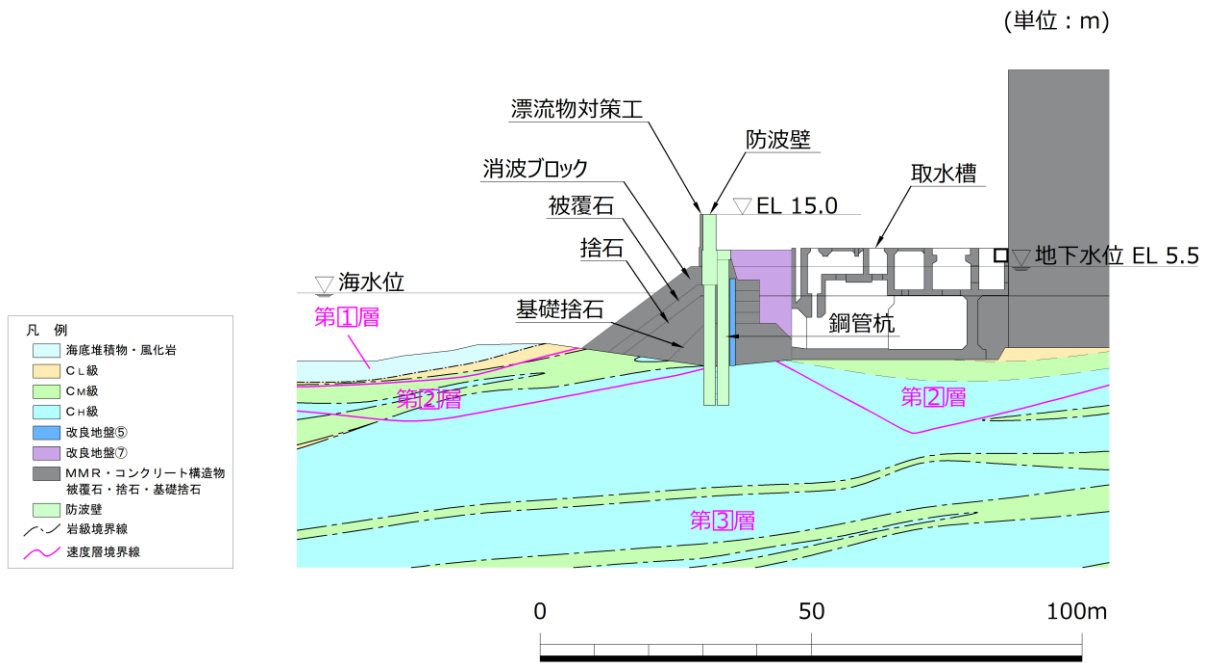 (単位：m)
漂流物対策工
防波壁
消波ブロック
取水槽
被覆石
EL 15.0
捨石
地下水位 EL 5.5
海水位
基礎捨石
鋼管杭
第1層
第2層
第2層
第3層
凡 例
海底堆積物・風化岩
CL級
CM級
CH級
改良地盤⑤
改良地盤⑦
MMR・コンクリート構造物
被覆石・捨石・基礎捨石
防波壁
岩級境界線
速度層境界線
0 50 100m